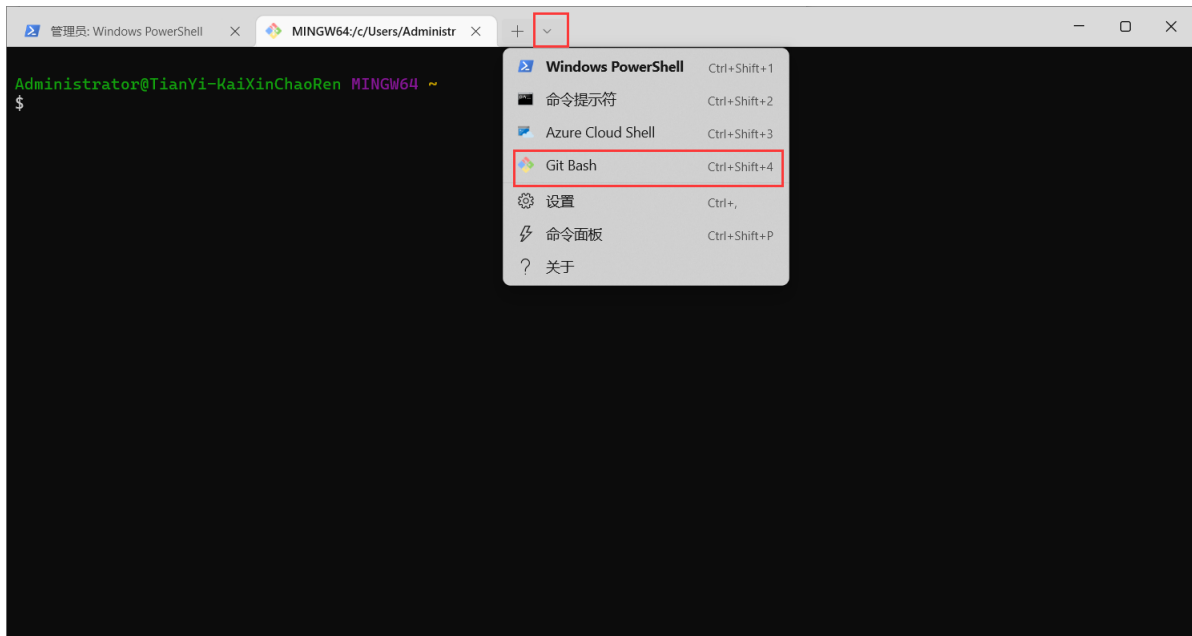 管理员: Windows PowerShell
MINGW64:/c/Users/Administr
Administrator@TianYi-KaiXinChaoRen MINGW64 ~
$
Windows PowerShell Ctrl+Shift+1
命令提示符 Ctrl+Shift+2
Azure Cloud Shell Ctrl+Shift+3
Git Bash Ctrl+Shift+4
设置 Ctrl+,
命令面板 Ctrl+Shift+P
关于